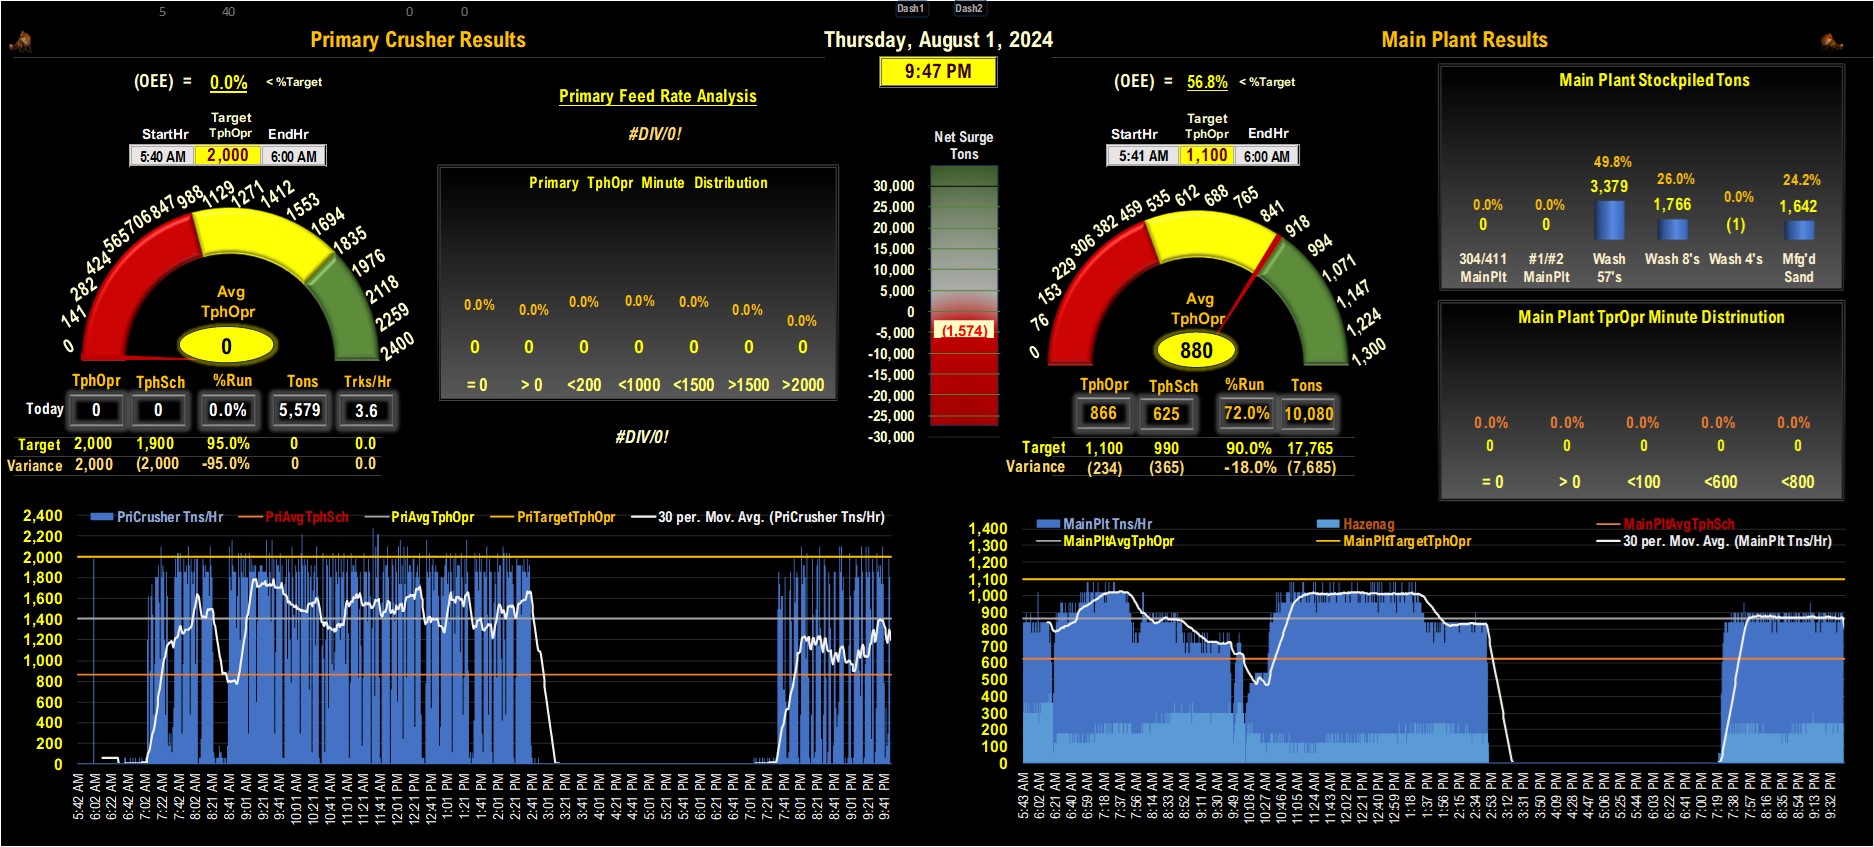 5 40 0 0 Dash1 Dash2
Primary Crusher Results
Thursday, August 1, 2024
Main Plant Results
9:47 PM
(OEE) = 0.0% < %Target
Target
StartHr TphOpr EndHr
5:40 AM 2,000 6:00 AM
0 141 282 424 565 706 847 988 1129 1271 1412 1553 1694 1835 1976 2118 2259 2400
Avg
TphOpr
0
TphOpr TphSch %Run Tons Trks/Hr
Today 0 0 0.0% 5,579 3.6
Target 2,000 1,900 95.0% 0 0.0
Variance 2,000 (2,000 -95.0% 0 0.0
Primary Feed Rate Analysis
#DIV/0!
Primary TphOpr Minute Distribution
0.0% 0.0% 0.0% 0.0% 0.0% 0.0% 0.0%
0 0 0 0 0 0 0
= 0 > 0 <200 <1000 <1500 >1500 >2000
#DIV/0!
Net Surge
Tons
30,000
25,000
20,000
15,000
10,000
5,000
0
(1,574)
-5,000
-10,000
-15,000
-20,000
-25,000
-30,000
(OEE) = 56.8% < %Target
Target
StartHr TphOpr EndHr
5:41 AM 1,100 6:00 AM
0 76 153 229 306 382 459 535 612 688 765 841 918 994 1,071 1,147 1,224 1,300
Avg
TphOpr
880
TphOpr TphSch %Run Tons
866 625 72.0% 10,080
Target 1,100 990 90.0% 17,765
Variance (234) (365) -18.0% (7,685)
Main Plant Stockpiled Tons
0.0% 0.0% 49.8% 26.0% 0.0% 24.2%
0 0 3,379 1,766 (1) 1,642
304/411 #1/#2 Wash Wash 8's Wash 4's Mfg'd
MainPlt MainPlt 57's Sand
Main Plant TprOpr Minute Distrinution
0.0% 0.0% 0.0% 0.0% 0.0%
0 0 0 0 0
= 0 > 0 <100 <600 <800
PriCrusher Tns/Hr PriAvgTphSch PriAvgTphOpr PriTargetTphOpr 30 per. Mov. Avg. (PriCrusher Tns/Hr)
2,400
2,200
2,000
1,800
1,600
1,400
1,200
1,000
800
600
400
200
0
5:42 AM 6:02 AM 6:22 AM 6:42 AM 7:02 AM 7:22 AM 7:42 AM 8:02 AM 8:21 AM 8:41 AM 9:01 AM 9:21 AM 9:41 AM 10:01 AM 10:21 AM 10:41 AM 11:01 AM 11:21 AM 11:41 AM 12:01 PM 12:21 PM 12:41 PM 1:01 PM 1:21 PM 1:41 PM 2:01 PM 2:21 PM 2:41 PM 3:01 PM 3:21 PM 3:41 PM 4:01 PM 4:21 PM 4:41 PM 5:01 PM 5:21 PM 5:41 PM 6:01 PM 6:21 PM 6:41 PM 7:01 PM 7:21 PM 7:41 PM 8:01 PM 8:21 PM 8:41 PM 9:01 PM 9:21 PM 9:41 PM
MainPlt Tns/Hr Hazenag MainPltAvgTphSch
MainPltAvgTphOpr MainPltTargetTphOpr 30 per. Mov. Avg. (MainPlt Tns/Hr)
1,400
1,300
1,200
1,100
1,000
900
800
700
600
500
400
300
200
100
0
5:43 AM 6:02 AM 6:21 AM 6:40 AM 6:59 AM 7:18 AM 7:37 AM 7:56 AM 8:14 AM 8:33 AM 8:52 AM 9:11 AM 9:30 AM 9:49 AM 10:08 AM 10:27 AM 10:46 AM 11:05 AM 11:24 AM 11:43 AM 12:02 PM 12:21 PM 12:40 PM 12:59 PM 1:18 PM 1:37 PM 1:56 PM 2:15 PM 2:34 PM 2:53 PM 3:12 PM 3:31 PM 3:50 PM 4:09 PM 4:28 PM 4:47 PM 5:06 PM 5:25 PM 5:44 PM 6:03 PM 6:22 PM 6:41 PM 7:00 PM 7:19 PM 7:38 PM 7:57 PM 8:16 PM 8:35 PM 8:54 PM 9:13 PM 9:32 PM